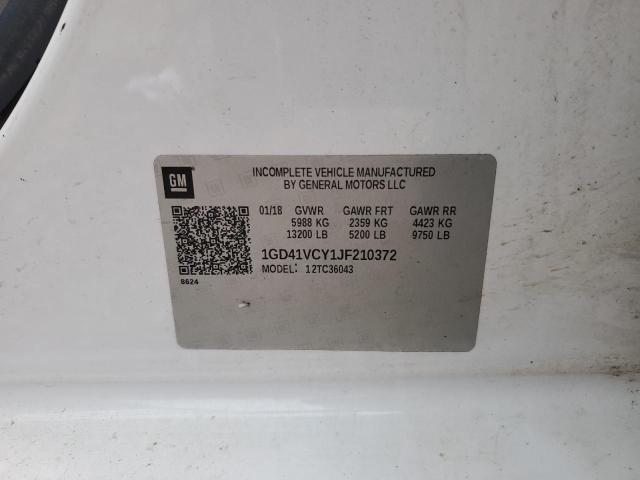 GM
INCOMPLETE VEHICLE MANUFACTURED
BY GENERAL MOTORS LLC
01/18 GVWR GAWR FRT GAWR RR
5988 KG 2359 KG 4423 KG
13200 LB 5200 LB 9750 LB
1GD41VCY1JF210372
MODEL: 12TC36043
8624